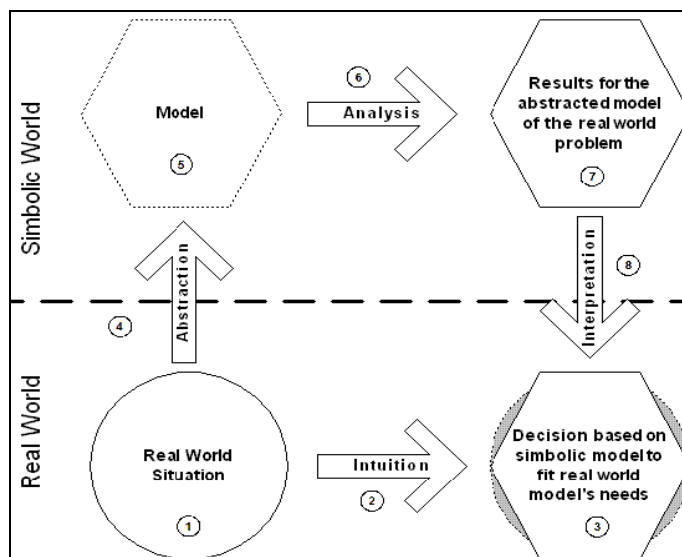 Simbolic World
Model
5
6
Analysis
Results for the
abstracted model
of the real world
problem
7
Abstraction
4
Interpretation
8
Real World
Real World
Situation
1
Intuition
2
Decision based on
simbolic model to
fit real world
model's needs
3